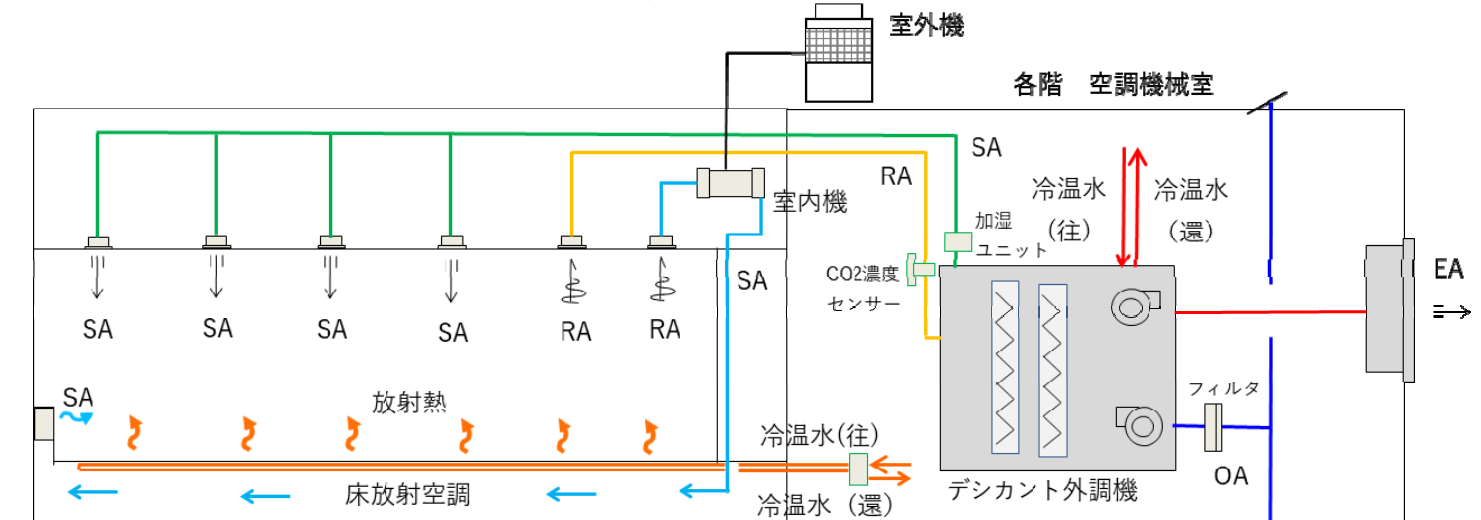 室外機
各階　空調機械室
SA
RA
冷温水
(往)
冷温水
(還)
室内機
加湿
ユニット
CO2濃度
センサー
SA
EA
SA
SA
SA
SA
RA
RA
フィルタ
SA
放射熱
冷温水(往)
OA
デシカント外調機
床放射空調
冷温水（還）